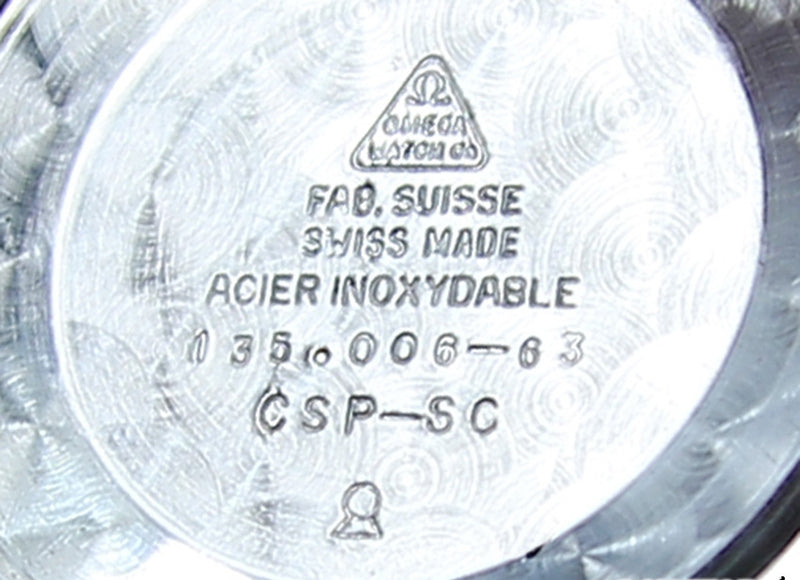 Ω
OMEGA
WATCH Co
FAB. SUISSE
SWISS MADE
ACIER INOXYDABLE
135.006-63
CSP-SC